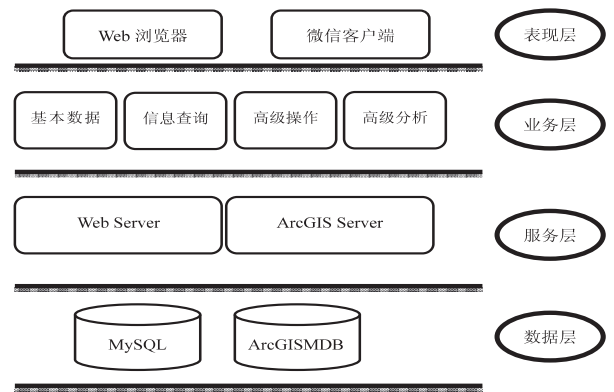 Web 浏览器
微信客户端
表现层
基本数据
信息查询
高级操作
高级分析
业务层
Web Server
ArcGIS Server
服务层
MySQL
ArcGISMDB
数据层